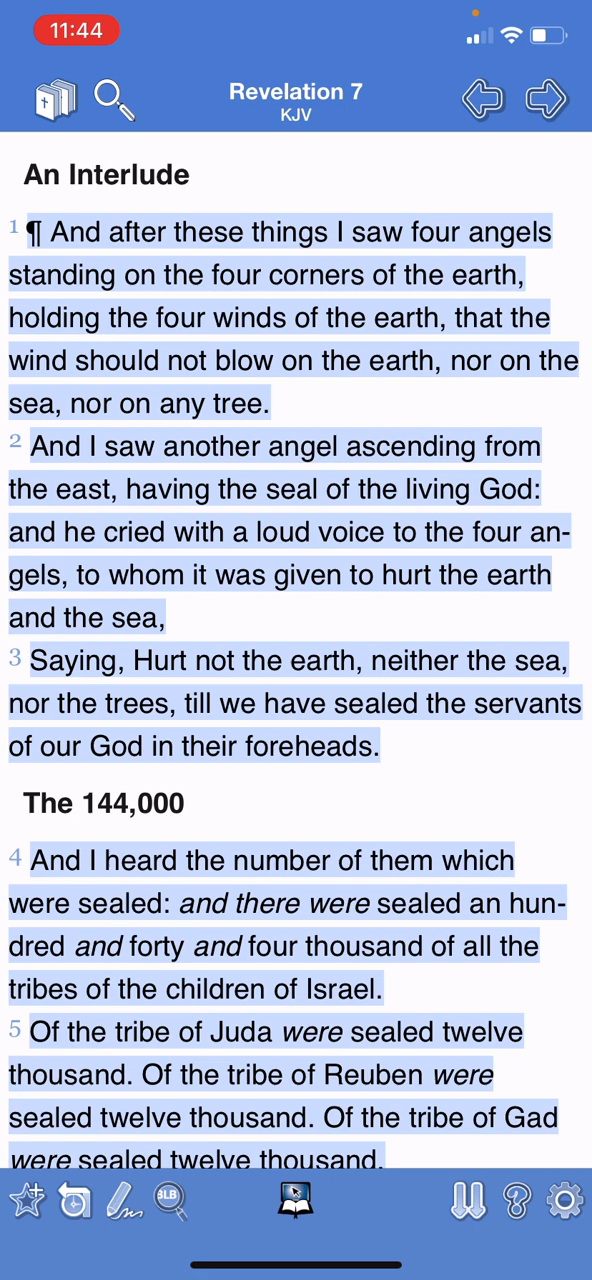 11:44
Revelation 7
KJV
An Interlude
1 ¶ And after these things I saw four angels
standing on the four corners of the earth,
holding the four winds of the earth, that the
wind should not blow on the earth, nor on the
sea, nor on any tree.
2 And I saw another angel ascending from
the east, having the seal of the living God:
and he cried with a loud voice to the four an-
gels, to whom it was given to hurt the earth
and the sea,
3 Saying, Hurt not the earth, neither the sea,
nor the trees, till we have sealed the servants
of our God in their foreheads.
The 144,000
4 And I heard the number of them which
were sealed: and there were sealed an hun-
dred and forty and four thousand of all the
tribes of the children of Israel.
5 Of the tribe of Juda were sealed twelve
thousand. Of the tribe of Reuben were
sealed twelve thousand. Of the tribe of Gad
were sealed twelve thousand.
BLB